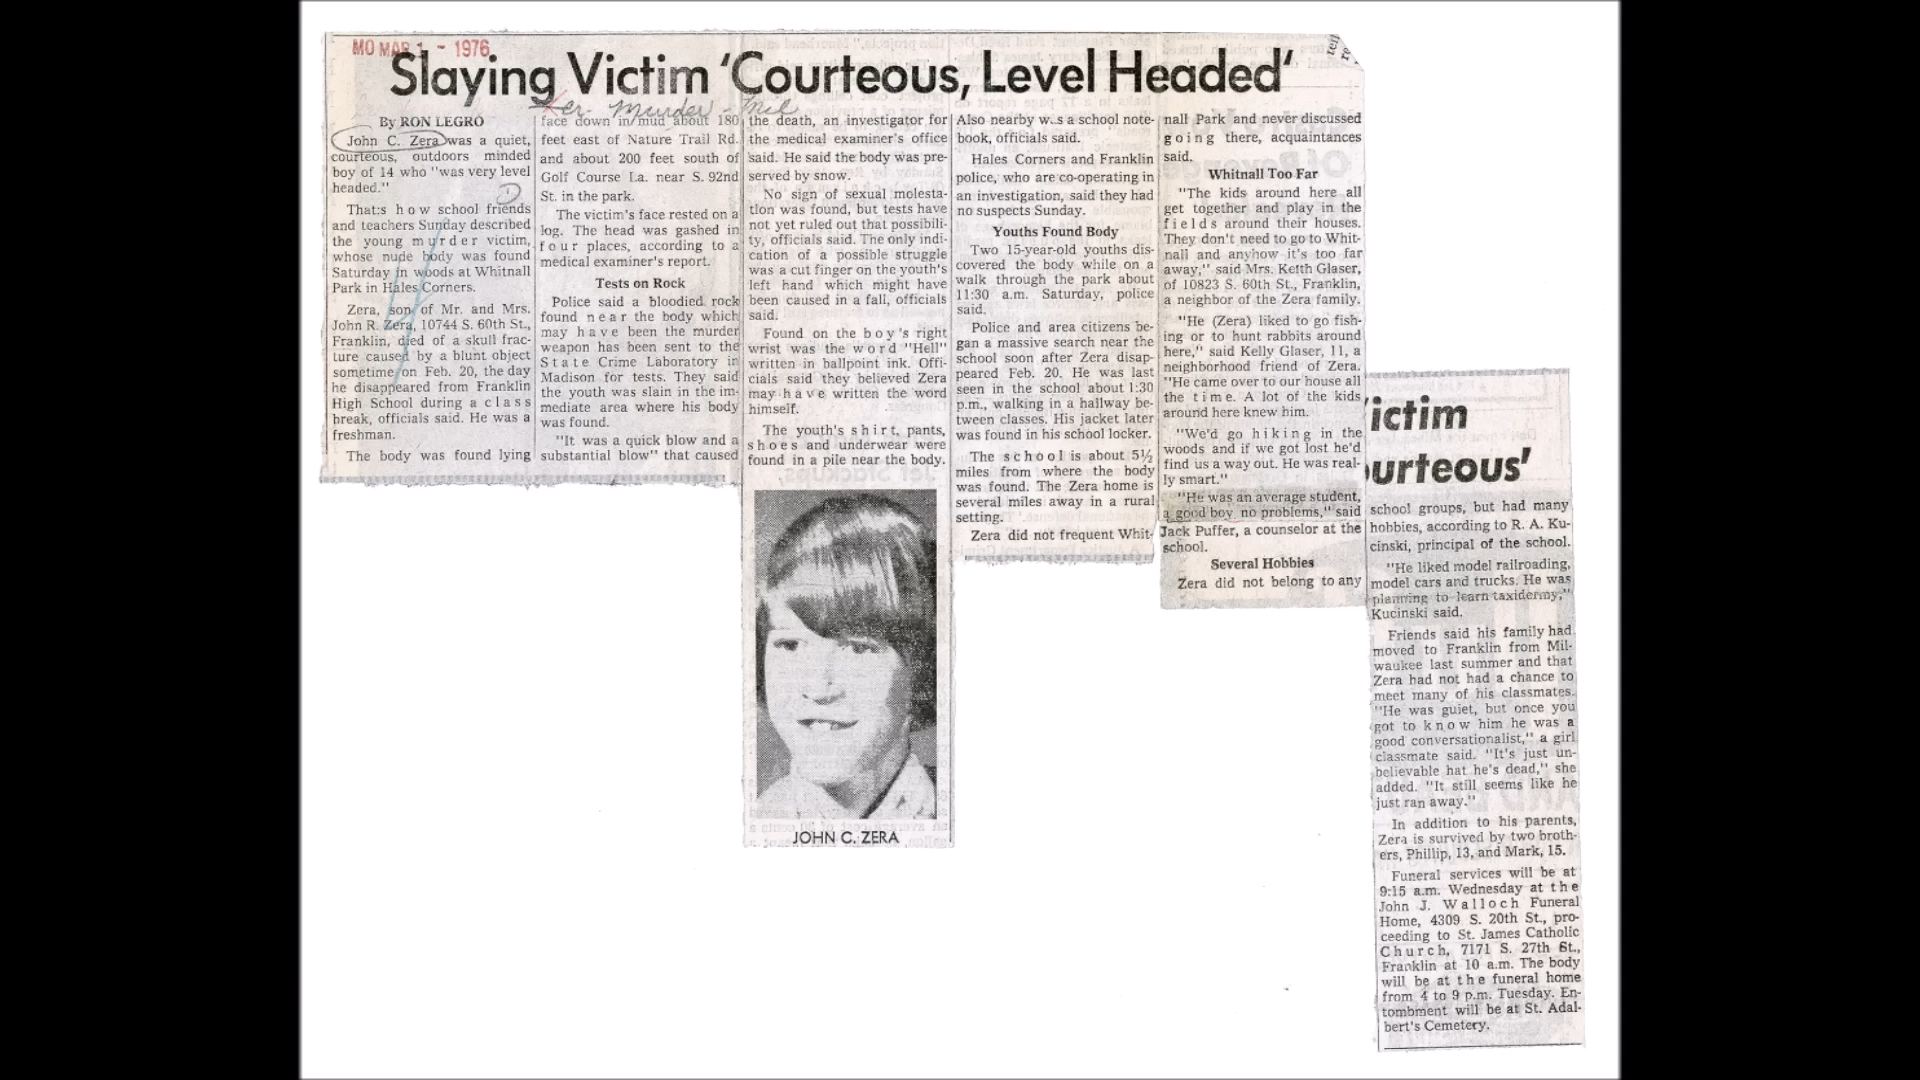 MO MAR 1 - 1976
Slaying Victim 'Courteous, Level Headed'
er - Murder - Mil
By RON LEGRO
John C. Zera was a quiet,
courteous, outdoors minded
boy of 14 who "was very level
headed."
That:s how school friends
and teachers Sunday described
the young murder victim,
whose nude body was found
Saturday in woods at Whitnall
Park in Hales Corners.
Zera, son of Mr. and Mrs.
John R. Zera, 10744 S. 60th St.,
Franklin, died of a skull frac-
ture caused by a blunt object
sometime on Feb. 20, the day
he disappeared from Franklin
High School during a class
break, officials said. He was a
freshman.
The body was found lying
face down in mud about 180
feet east of Nature Trail Rd.
and about 200 feet south of
Golf Course La. near S. 92nd
St. in the park.
The victim's face rested on a
log. The head was gashed in
four places, according to a
medical examiner's report.
Tests on Rock
Police said a bloodied rock
found near the body which
may have been the murder
weapon has been sent to the
State Crime Laboratory in
Madison for tests. They said
the youth was slain in the im-
mediate area where his body
was found.
"It was a quick blow and a
substantial blow" that caused
the death, an investigator for
the medical examiner's office
said. He said the body was pre-
served by snow.
No sign of sexual molesta-
tion was found, but tests have
not yet ruled out that possibili-
ty, officials said. The only indi-
cation of a possible struggle
was a cut finger on the youth's
left hand which might have
been caused in a fall, officials
said.
Found on the boy's right
wrist was the word "Hell"
written in ballpoint ink. Offi-
cials said they believed Zera
may have written the word
himself.
The youth's shirt, pants,
shoes and underwear were
found in a pile near the body.
JOHN C. ZERA
Also nearby w.s a school note-
book, officials said.
Hales Corners and Franklin
police, who are co-operating in
an investigation, said they had
no suspects Sunday.
Youths Found Body
Two 15-year-old youths dis-
covered the body while on a
walk through the park about
11:30 a.m. Saturday, police
said.
Police and area citizens be-
gan a massive search near the
school soon after Zera disap-
peared Feb. 20. He was last
seen in the school about 1:30
p.m., walking in a hallway be-
tween classes. His jacket later
was found in his school locker.
The school is about 5½
miles from where the body
was found. The Zera home is
several miles away in a rural
setting.
Zera did not frequent Whit-
nall Park and never discussed
going there, acquaintances
said.
Whitnall Too Far
"The kids around here all
get together and play in the
fields around their houses.
They don't need to go to Whit-
nall and anyhow it's too far
away," said Mrs. Keith Glaser,
of 10823 S. 60th St., Franklin,
a neighbor of the Zera family.
"He (Zera) liked to go fish-
ing or to hunt rabbits around
here," said Kelly Glaser, 11, a
neighborhood friend of Zera.
"He came over to our house all
the time. A lot of the kids
around here knew him.
"We'd go hiking in the
woods and if we got lost he'd
find us a way out. He was real-
ly smart."
"He was an average student,
a good boy, no problems," said
Jack Puffer, a counselor at the
school.
Several Hobbies
Zera did not belong to any
ictim
ourteous'
school groups, but had many
hobbies, according to R. A. Ku-
cinski, principal of the school.
"He liked model railroading,
model cars and trucks. He was
planning to learn taxidermy,"
Kucinski said.
Friends said his family had
moved to Franklin from Mil-
waukee last summer and that
Zera had not had a chance to
meet many of his classmates.
"He was guiet, but once you
got to know him he was a
good conversationalist," a girl
classmate said. "It's just un-
believable hat he's dead," she
added. "It still seems like he
just ran away."
In addition to his parents,
Zera is survived by two broth-
ers, Phillip, 13, and Mark, 15.
Funeral services will be at
9:15 a.m. Wednesday at the
John J. Walloch Funeral
Home, 4309 S. 20th St., pro-
ceeding to St. James Catholic
Church, 7171 S. 27th St.,
Franklin at 10 a.m. The body
will be at the funeral home
from 4 to 9 p.m. Tuesday. En-
tombment will be at St. Adal-
bert's Cemetery.